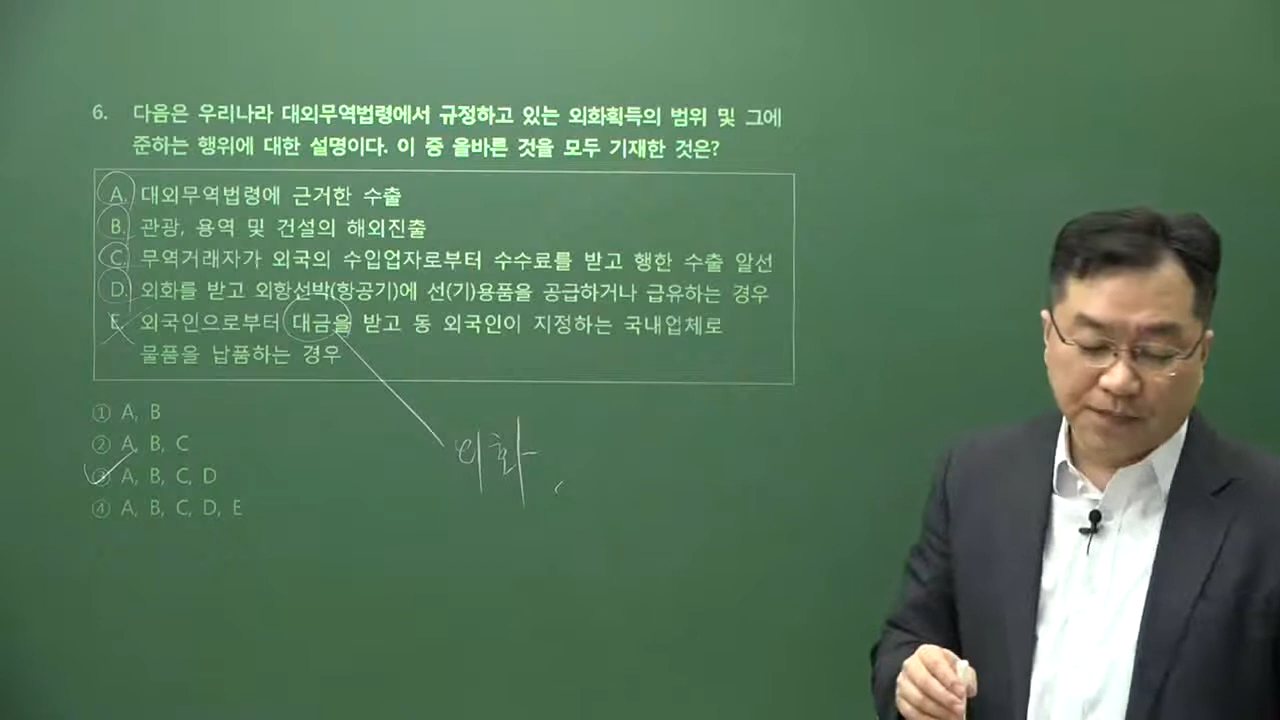 6. 다음은 우리나라 대외무역법령에서 규정하고 있는 외화획득의 범위 및 그에
준하는 행위에 대한 설명이다. 이 중 올바른 것을 모두 기재한 것은?
A. 대외무역법령에 근거한 수출
B. 관광, 용역 및 건설의 해외진출
C. 무역거래자가 외국의 수입업자로부터 수수료를 받고 행한 수출 알선
D. 외화를 받고 외항선박(항공기)에 선(기)용품을 공급하거나 급유하는 경우
E. 외국인으로부터 대금을 받고 동 외국인이 지정하는 국내업체로
물품을 납품하는 경우
① A, B
② A, B, C
③ A, B, C, D
④ A, B, C, D, E
외화